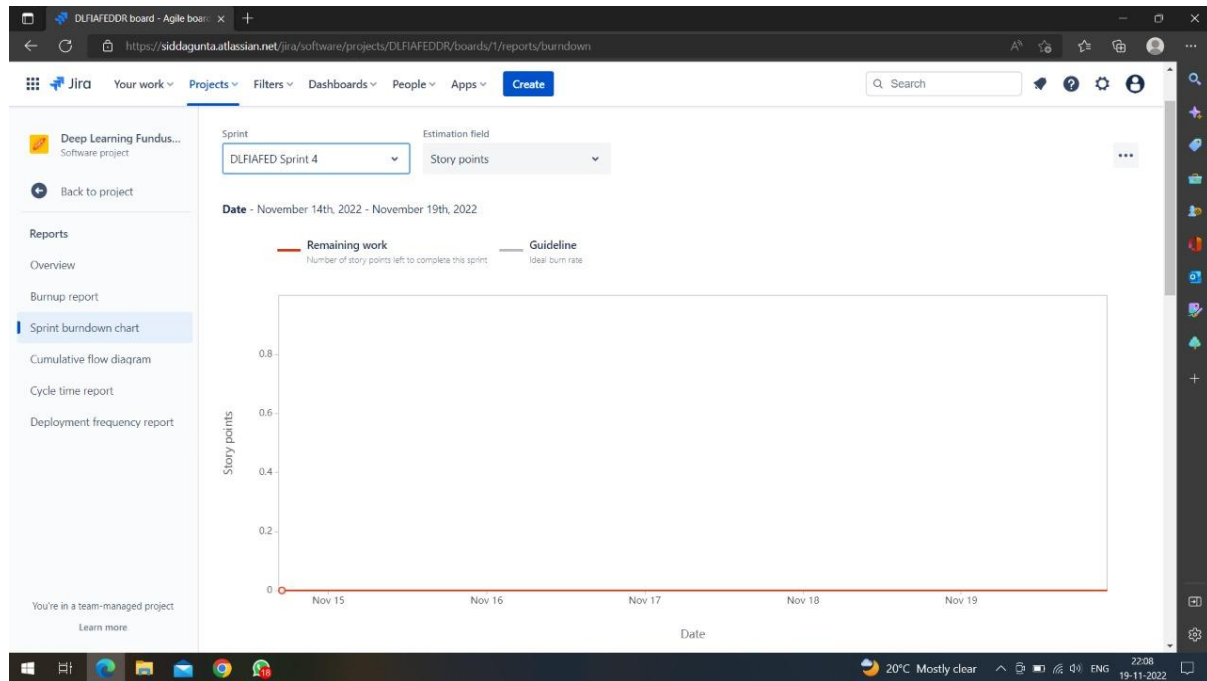 DLFIAFEDDR board - Agile boar
https://siddagunta.atlassian.net/jira/software/projects/DLFIAFEDDR/boards/1/reports/burndown
Jira Your work Projects Filters Dashboards People Apps Create Search
Deep Learning Fundus...
Software project
Back to project
Reports
Overview
Burnup report
Sprint burndown chart
Cumulative flow diagram
Cycle time report
Deployment frequency report
You're in a team-managed project
Learn more
Sprint Estimation field
DLFIAFED Sprint 4 Story points
Date - November 14th, 2022 - November 19th, 2022
Remaining work Guideline
Number of story points left to complete this sprint Ideal burn rate
Story points
0.8
0.6
0.4
0.2
0
Nov 15 Nov 16 Nov 17 Nov 18 Nov 19
Date
20°C Mostly clear ENG 22:08
19-11-2022